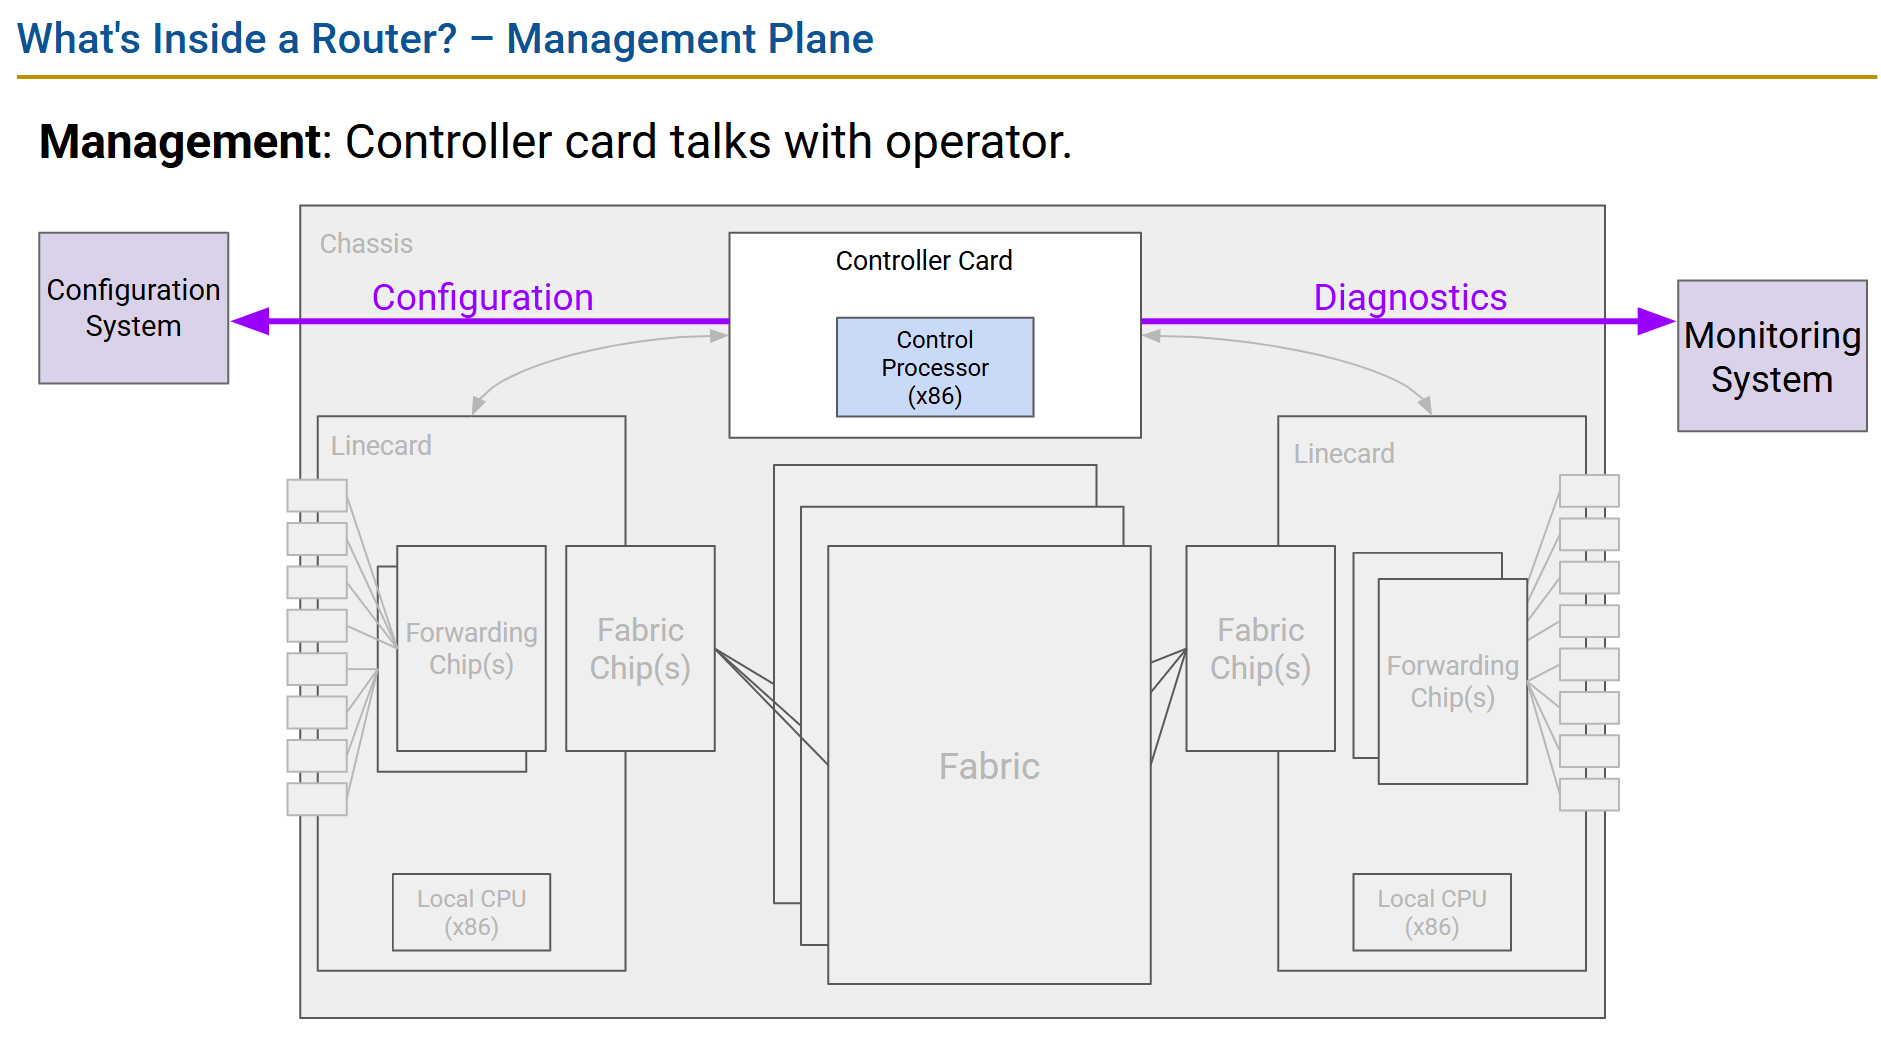 What's Inside a Router? – Management Plane
Management: Controller card talks with operator.
Chassis
Controller Card
Configuration
System
Configuration
Diagnostics
Monitoring
System
Control
Processor
(x86)
Linecard
Linecard
Forwarding
Chip(s)
Fabric
Chip(s)
Fabric
Fabric
Chip(s)
Forwarding
Chip(s)
Local CPU
(x86)
Local CPU
(x86)